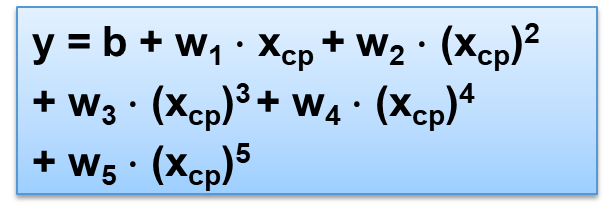 y = b + w₁ · x_cp + w₂ · (x_cp)²
+ w₃ · (x_cp)³ + w₄ · (x_cp)⁴
+ w₅ · (x_cp)⁵